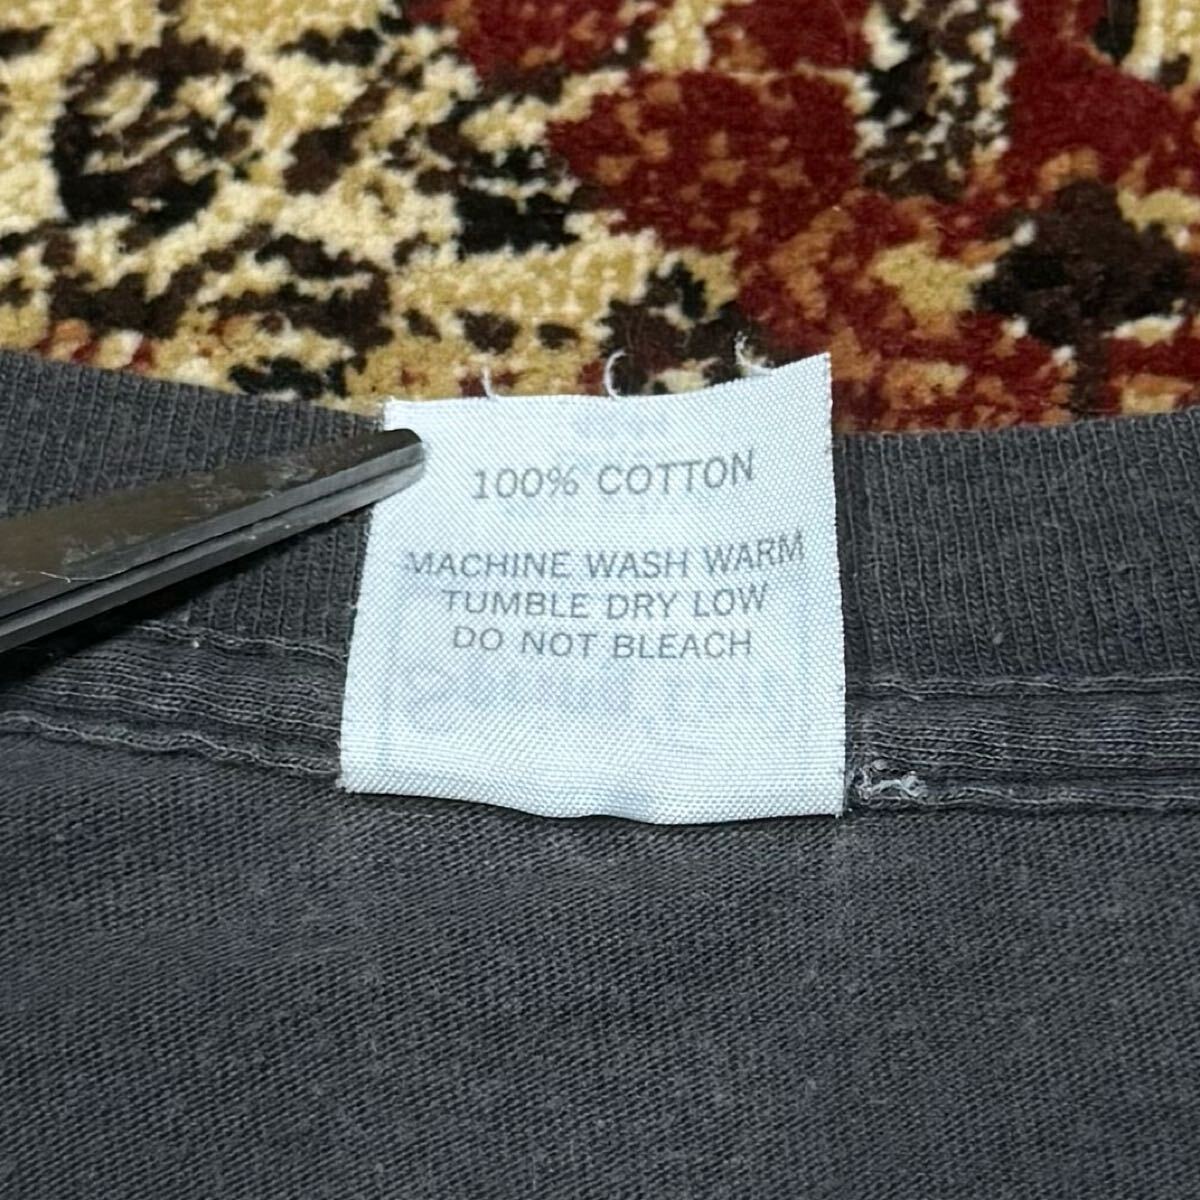 100% COTTON
MACHINE WASH WARM
TUMBLE DRY LOW
DO NOT BLEACH